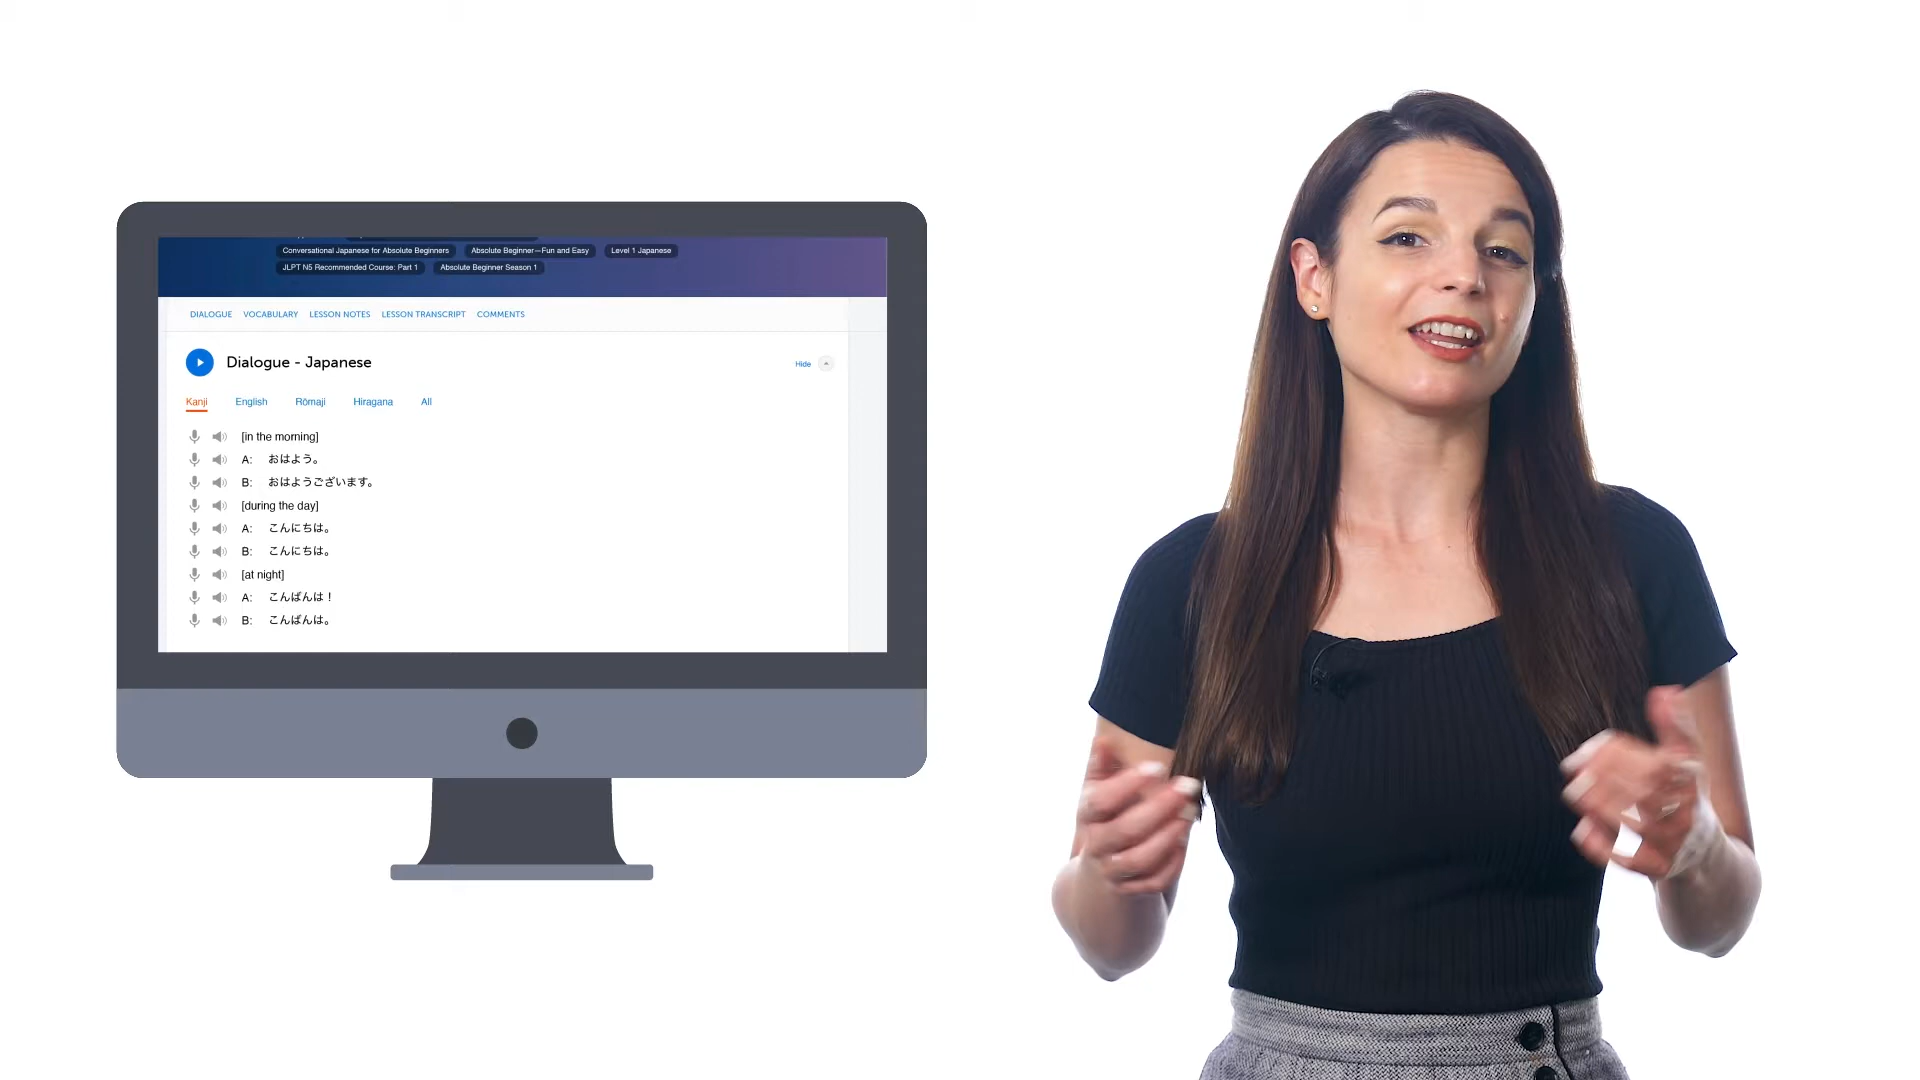 Conversational Japanese for Absolute Beginners Absolute Beginner—Fun and Easy Level 1 Japanese
JLPT N5 Recommended Course: Part 1 Absolute Beginner Season 1
DIALOGUE VOCABULARY LESSON NOTES LESSON TRANSCRIPT COMMENTS
Dialogue - Japanese Hide
Kanji English Rōmaji Hiragana All
[in the morning]
A: おはよう。
B: おはようございます。
[during the day]
A: こんにちは。
B: こんにちは。
[at night]
A: こんばんは！
B: こんばんは。